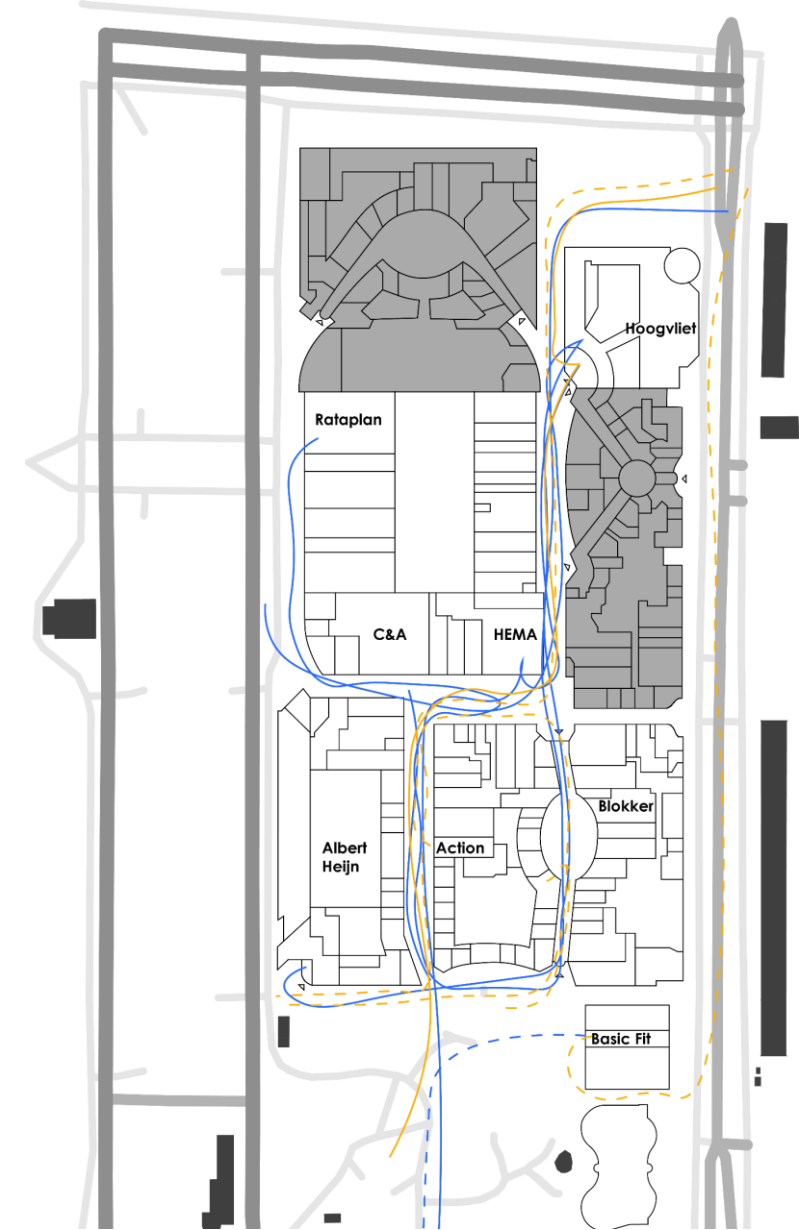 Hoogvliet
Rataplan
C&A
HEMA
Blokker
Albert
Heijn
Action
Basic Fit